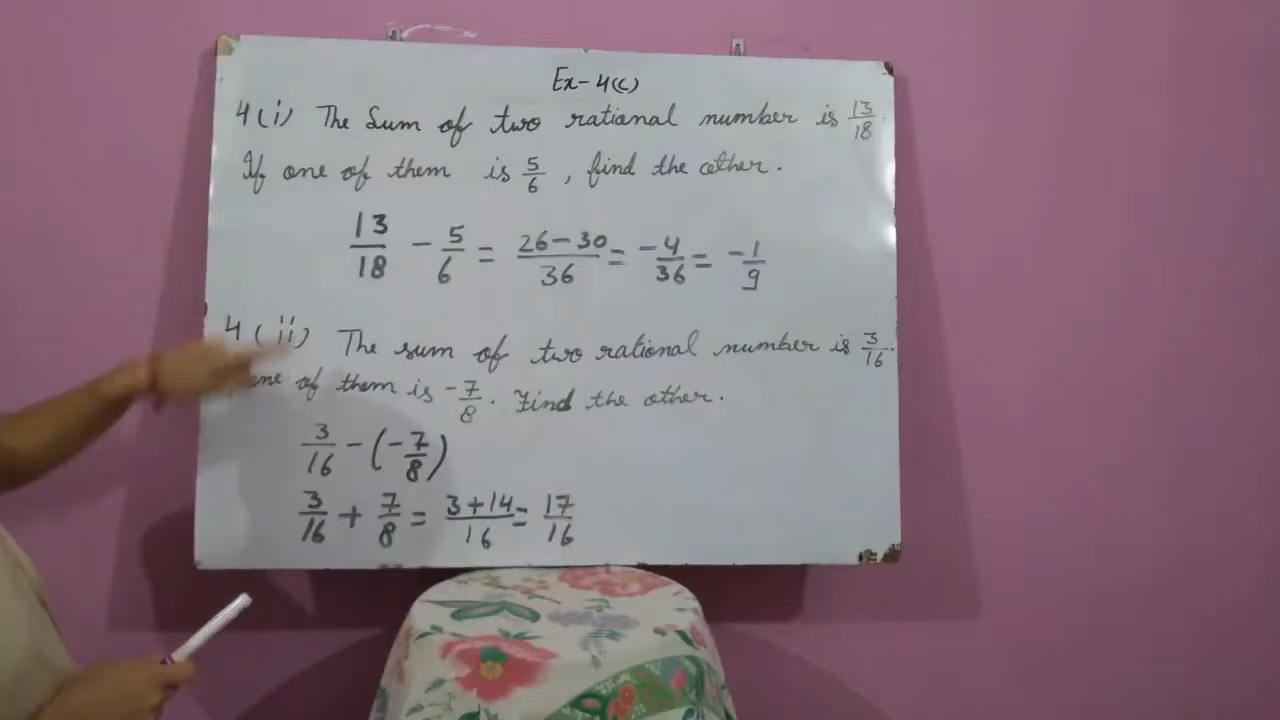 Ex-4(c)
4(i) The Sum of two rational number is 13/18.
If one of them is 5/6, find the other.
13/18 - 5/6 = 26-30/36 = -4/36 = -1/9
4(ii) The sum of two rational number is 3/16.
of them is -7/8. Find the other.
3/16 - (-7/8)
3/16 + 7/8 = 3+14/16 = 17/16